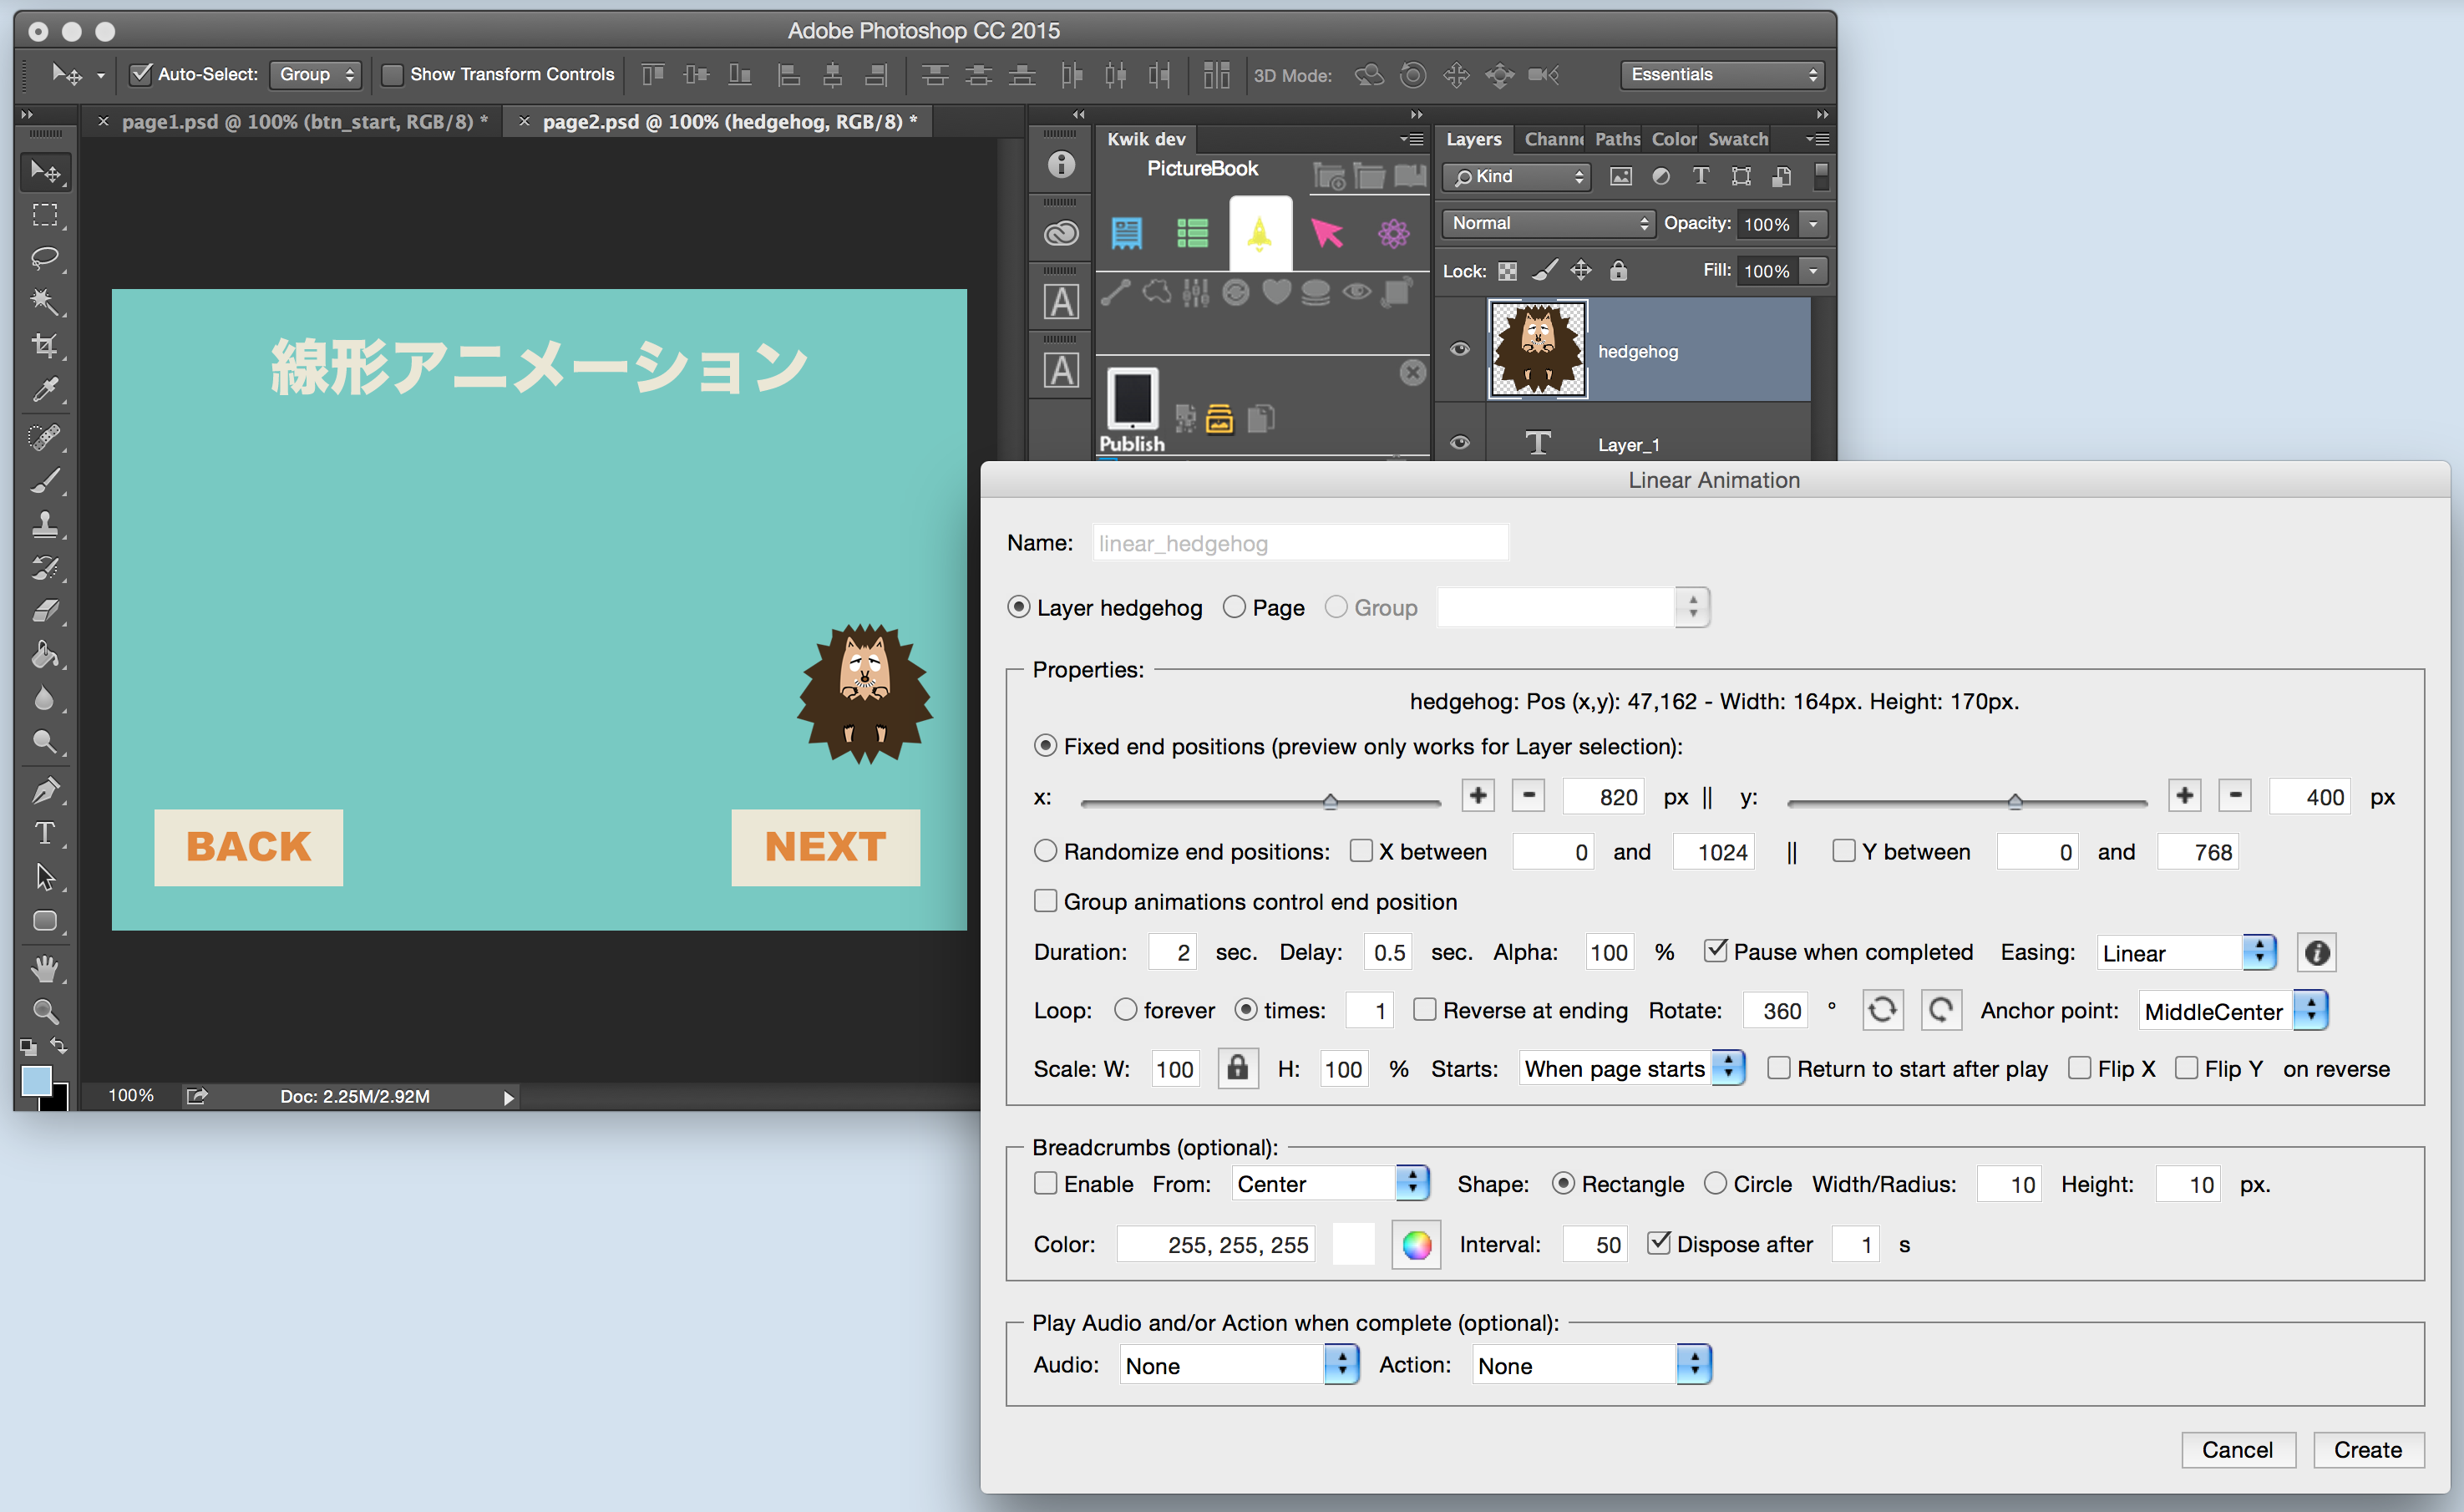 Adobe Photoshop CC 2015
Auto-Select: Group Show Transform Controls 3D Mode: Essentials
page1.psd @ 100% (btn_start, RGB/8) * page2.psd @ 100% (hedgehog, RGB/8) *
線形アニメーション
BACK NEXT
100% Doc: 2.25M/2.92M
Kwik dev
PictureBook
Publish
Layers Channe Paths Color Swatch
Kind
Normal Opacity: 100%
Lock: Fill: 100%
hedgehog
Layer_1
Linear Animation
Name: linear_hedgehog
Layer hedgehog Page Group
Properties:
hedgehog: Pos (x,y): 47,162 - Width: 164px. Height: 170px.
Fixed end positions (preview only works for Layer selection):
x: + - 820 px || y: + - 400 px
Randomize end positions: X between 0 and 1024 || Y between 0 and 768
Group animations control end position
Duration: 2 sec. Delay: 0.5 sec. Alpha: 100 % Pause when completed Easing: Linear
Loop: forever times: 1 Reverse at ending Rotate: 360 ° Anchor point: MiddleCenter
Scale: W: 100 H: 100 % Starts: When page starts Return to start after play Flip X Flip Y on reverse
Breadcrumbs (optional):
Enable From: Center Shape: Rectangle Circle Width/Radius: 10 Height: 10 px.
Color: 255, 255, 255 Interval: 50 Dispose after 1 s
Play Audio and/or Action when complete (optional):
Audio: None Action: None
Cancel Create